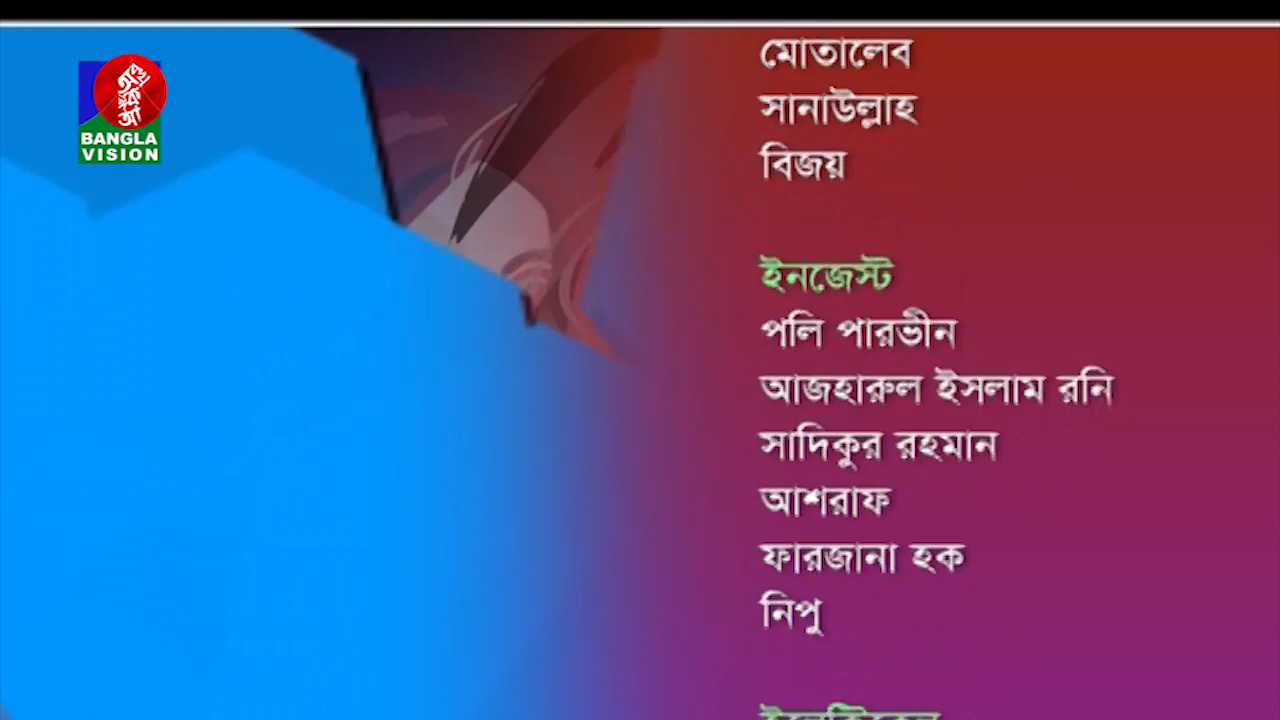 BANGLA
VISION
মোতালেব
সানাউল্লাহ
বিজয়
ইনজেস্ট
পলি পারভীন
আজহারুল ইসলাম রনি
সাদিকুর রহমান
আশরাফ
ফারজানা হক
নিপু